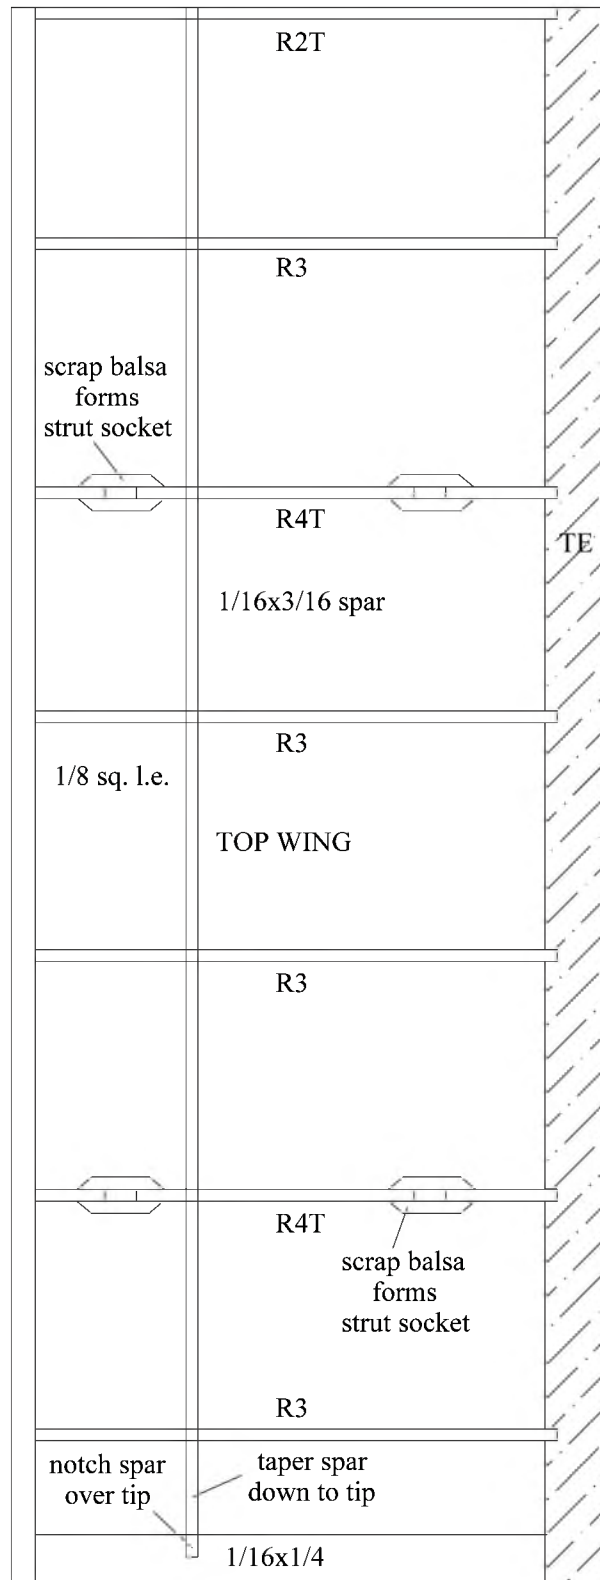 R2T
R3
scrap balsa
forms
strut socket
R4T
TE
1/16x3/16 spar
R3
1/8 sq. l.e.
TOP WING
R3
R4T
scrap balsa
forms
strut socket
R3
notch spar
over tip
taper spar
down to tip
1/16x1/4